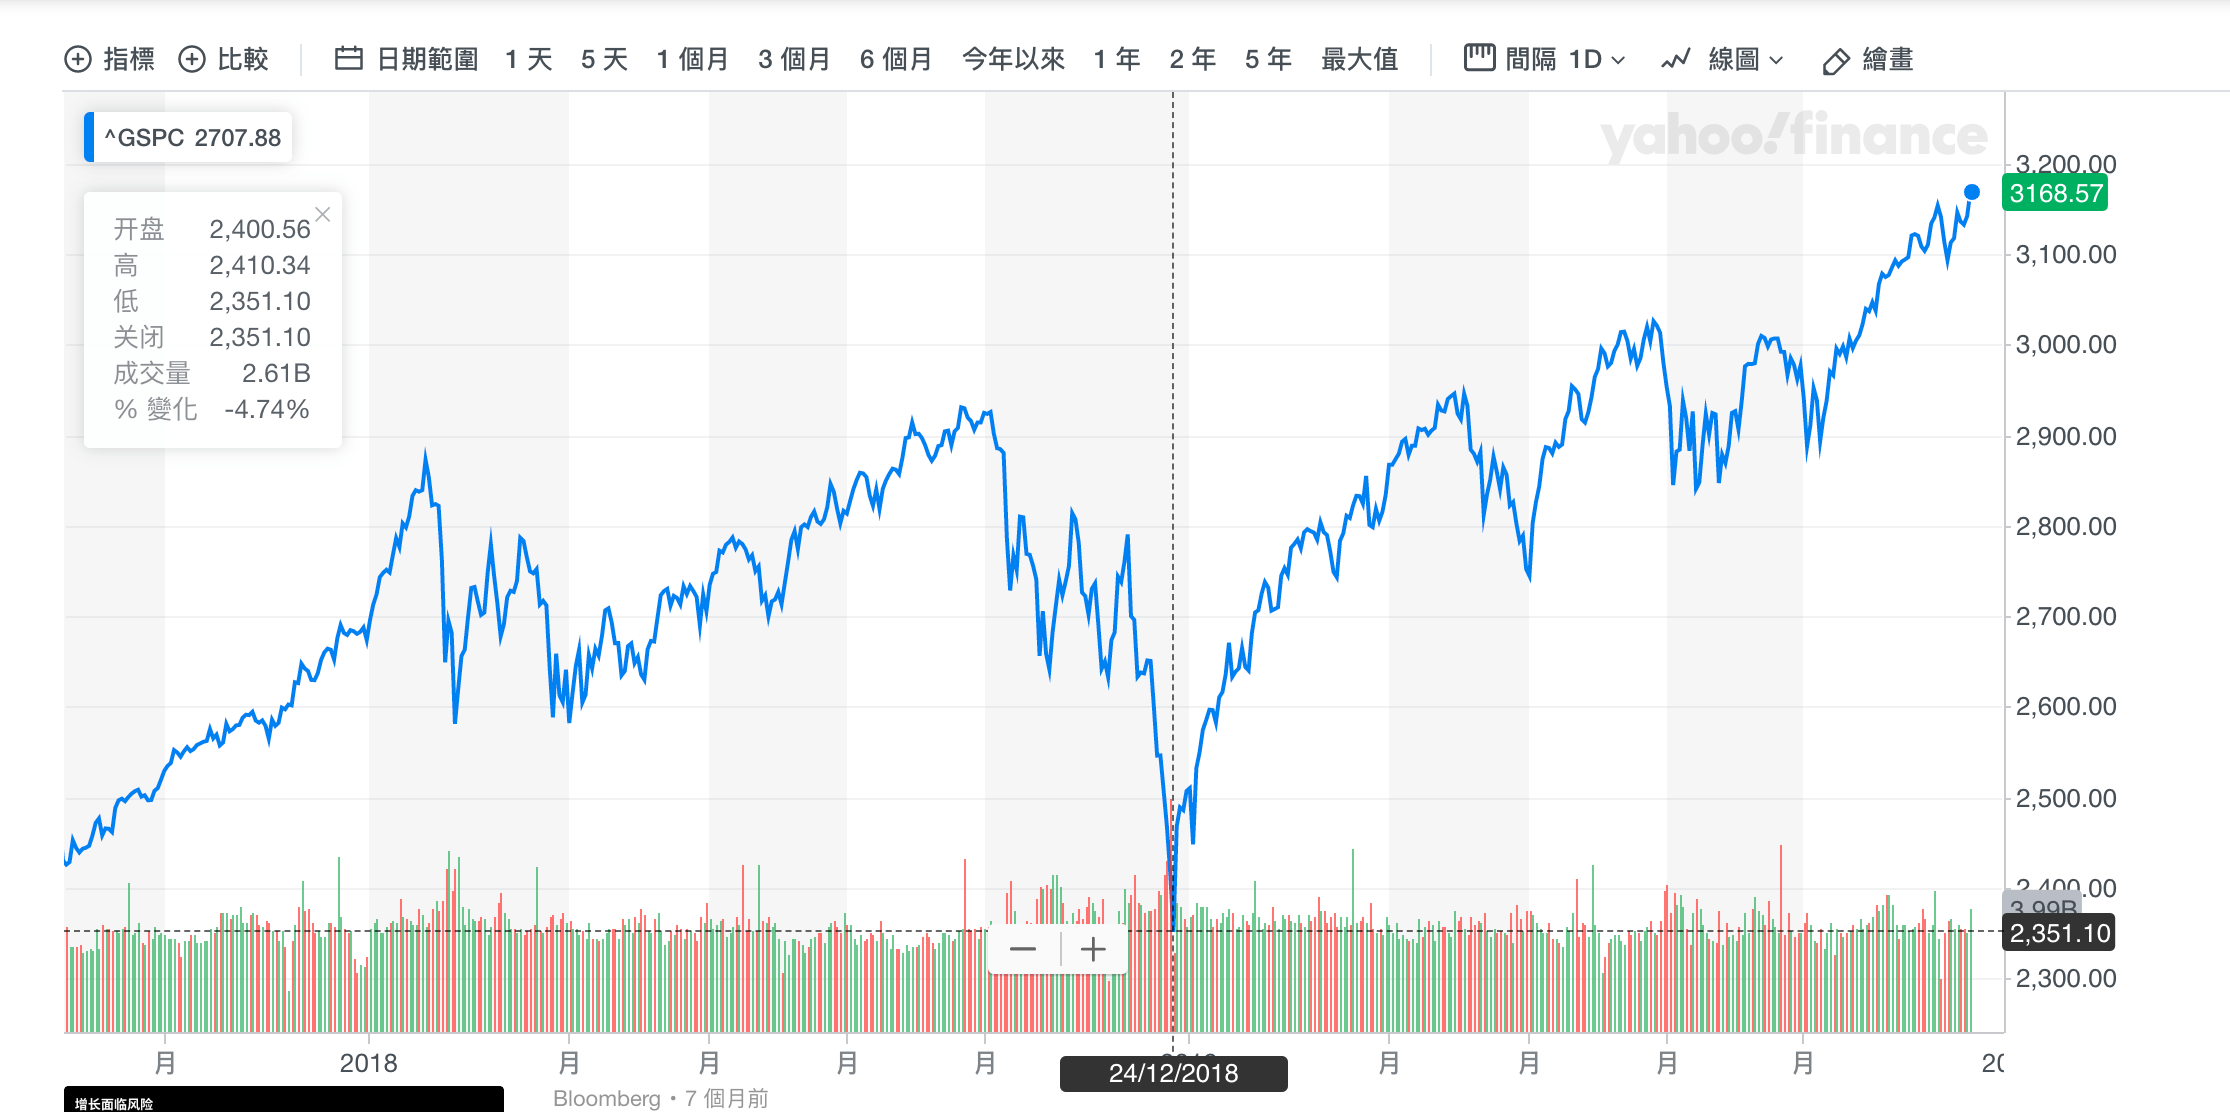 指標 比較 日期範圍 1 天 5 天 1 個月 3 個月 6 個月 今年以來 1 年 2 年 5 年 最大值 間隔 1D 線圖 繪畫
^GSPC 2707.88
yahoo!finance
开盘 2,400.56
高 2,410.34
低 2,351.10
关闭 2,351.10
成交量 2.61B
% 變化 -4.74%
3,200.00
3168.57
3,100.00
3,000.00
2,900.00
2,800.00
2,700.00
2,600.00
2,500.00
2,400.00
3.99B
2,351.10
2,300.00
月 2018 月 月 月 月 2019 月 月 月 月
24/12/2018
增长面临风险
Bloomberg • 7 個月前